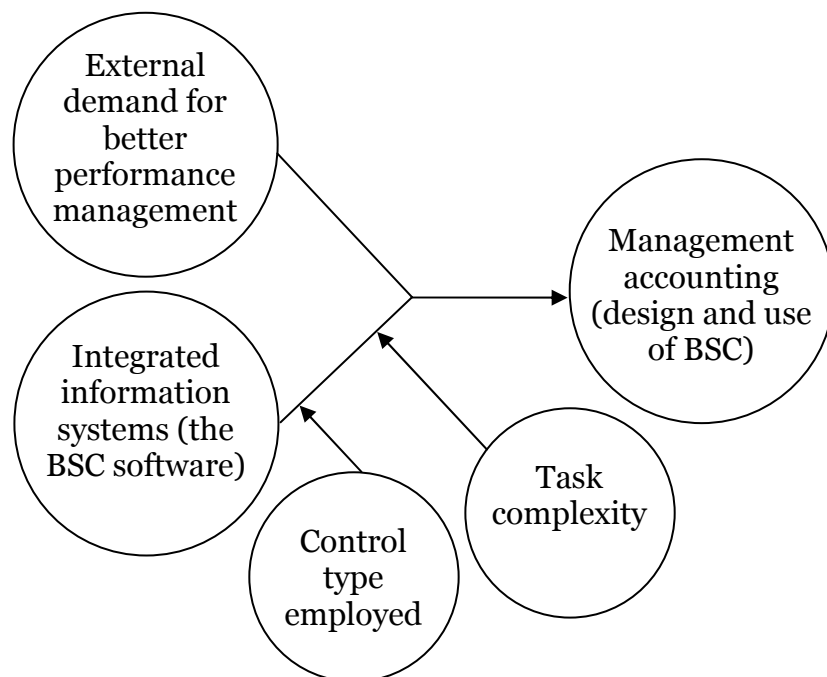 External
demand for
better
performance
management
Management
accounting
(design and use
of BSC)
Integrated
information
systems (the
BSC software)
Task
complexity
Control
type
employed